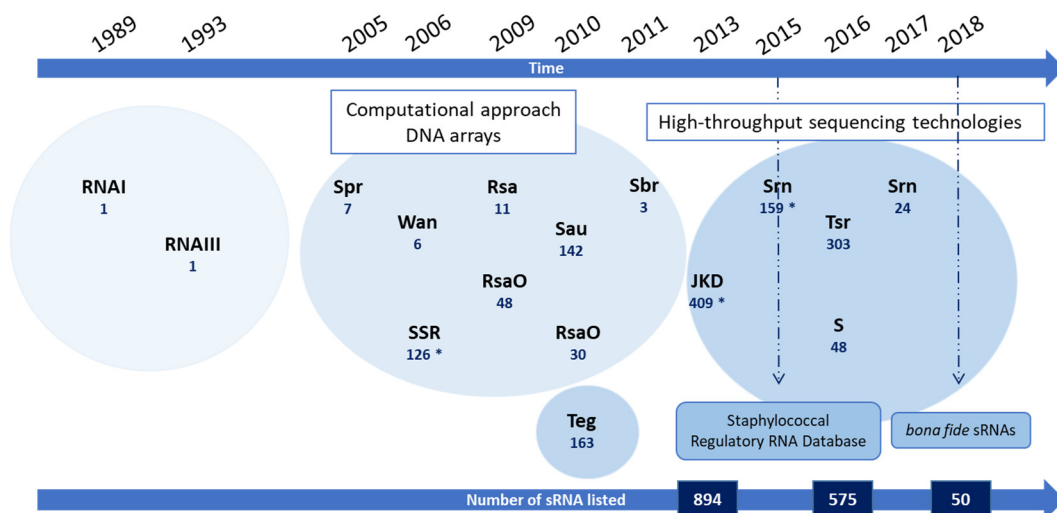 1989 1993 2005 2006 2009 2010 2011 2013 2015 2016 2017 2018
Time
Computational approach
DNA arrays
High-throughput sequencing technologies
RNAI
1
RNAIII
1
Spr
7
Wan
6
SSR
126 *
Rsa
11
RsaO
48
Sau
142
RsaO
30
Sbr
3
Teg
163
JKD
409 *
Srn
159 *
Tsr
303
S
48
Srn
24
Staphylococcal
Regulatory RNA Database
bona fide sRNAs
Number of sRNA listed 894 575 50